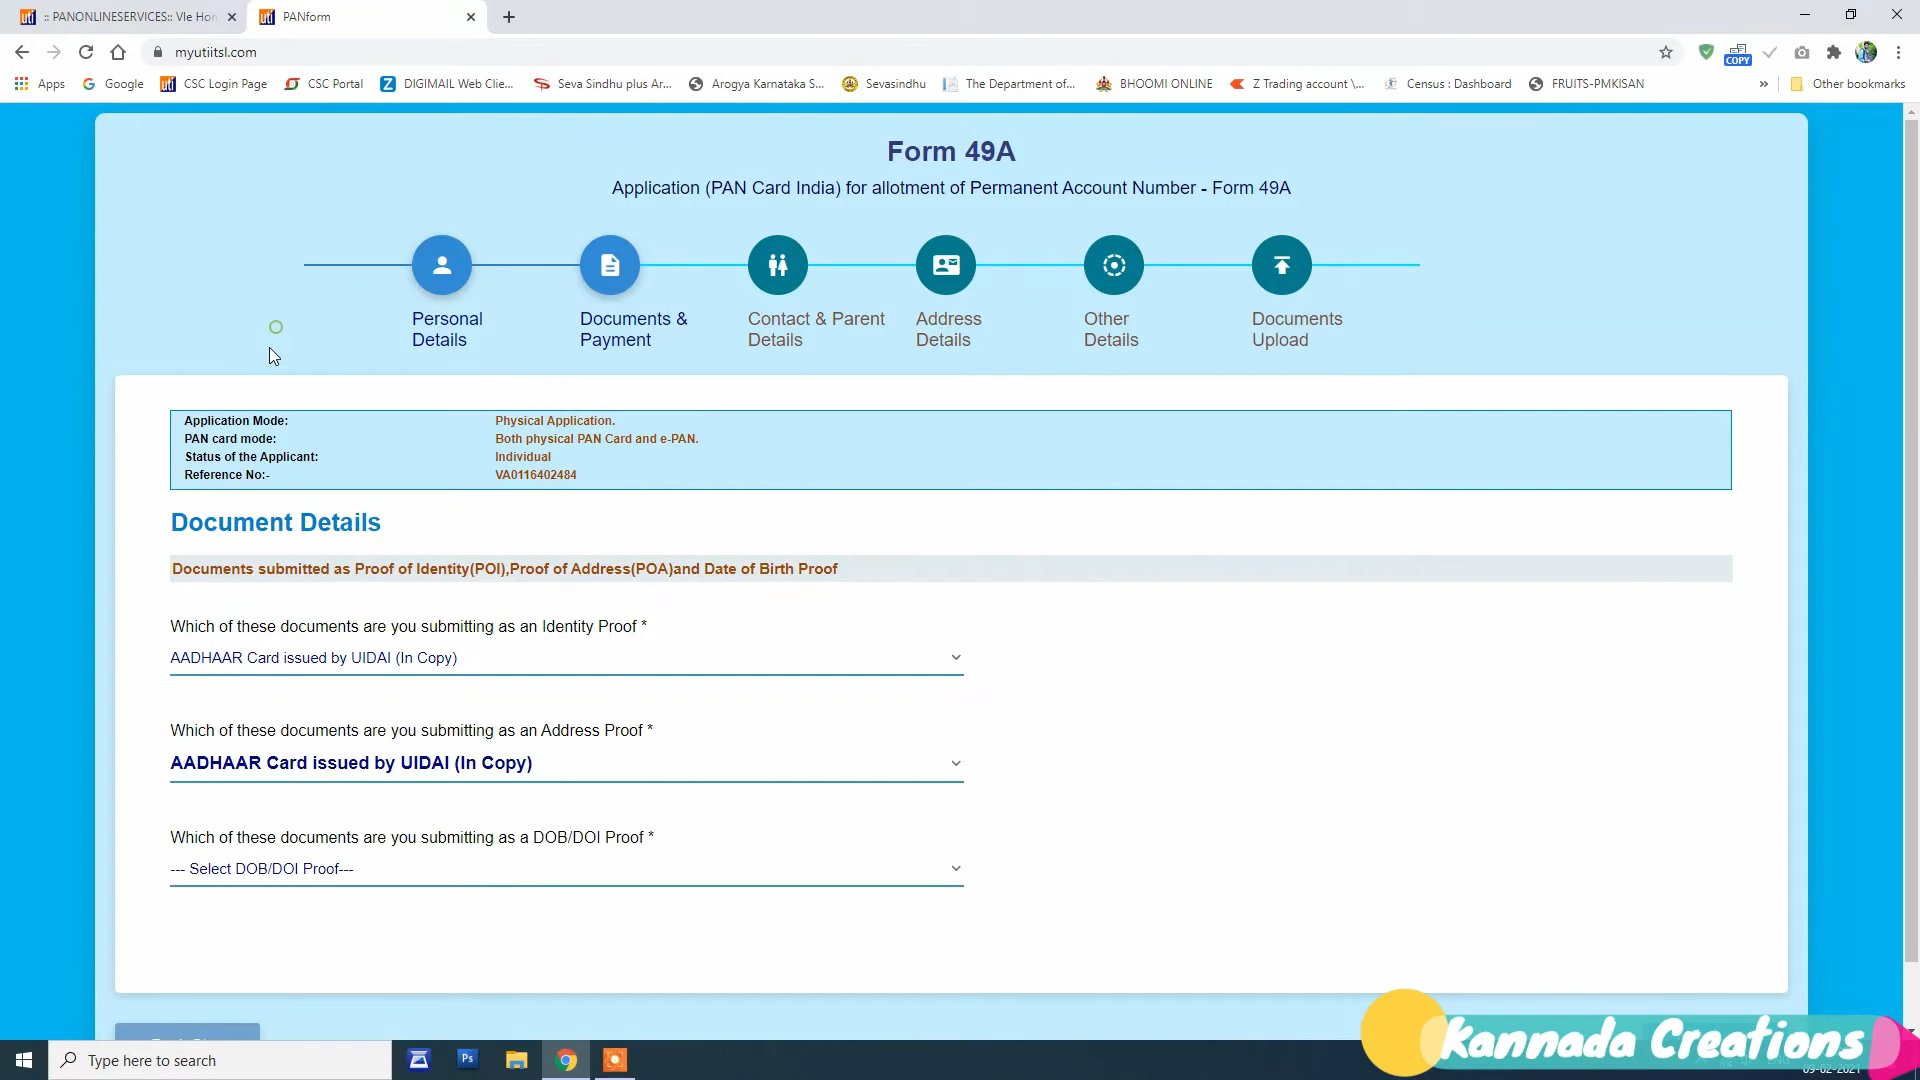 :: PANONLINESERVICES:: Vle Hon
PANform
myutiitsl.com
COPY
Apps
Google
CSC Login Page
CSC Portal
DIGIMAIL Web Clie...
Seva Sindhu plus Ar...
Arogya Karnataka S...
Sevasindhu
The Department of...
BHOOMI ONLINE
Z Trading account \...
Census : Dashboard
FRUITS-PMKISAN
»
Other bookmarks
Form 49A
Application (PAN Card India) for allotment of Permanent Account Number - Form 49A
Personal
Details
Documents &
Payment
Contact & Parent
Details
Address
Details
Other
Details
Documents
Upload
Application Mode: Physical Application.
PAN card mode: Both physical PAN Card and e-PAN.
Status of the Applicant: Individual
Reference No:- VA0116402484
Document Details
Documents submitted as Proof of Identity(POI),Proof of Address(POA)and Date of Birth Proof
Which of these documents are you submitting as an Identity Proof *
AADHAAR Card issued by UIDAI (In Copy)
Which of these documents are you submitting as an Address Proof *
AADHAAR Card issued by UIDAI (In Copy)
Which of these documents are you submitting as a DOB/DOI Proof *
--- Select DOB/DOI Proof---
Kannada Creations
Type here to search
Ps
09-02-2021